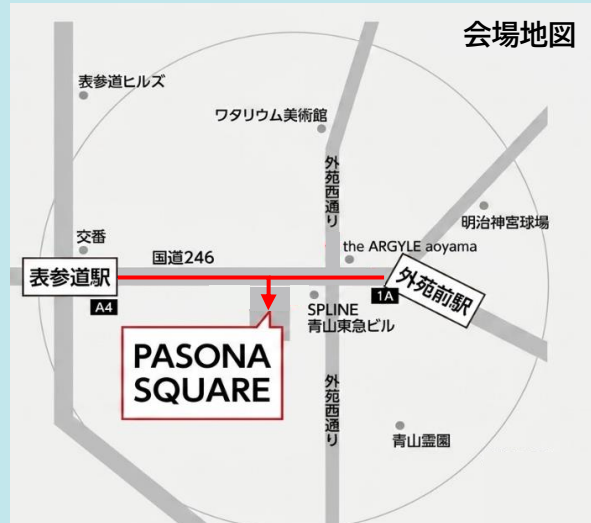 会場地図
表参道ヒルズ
ワタリウム美術館
外苑西通り
明治神宮球場
交番
国道246
the ARGYLE aoyama
表参道駅
外苑前駅
A4
1A
SPLINE
青山東急ビル
PASONA
SQUARE
外苑西通り
青山霊園